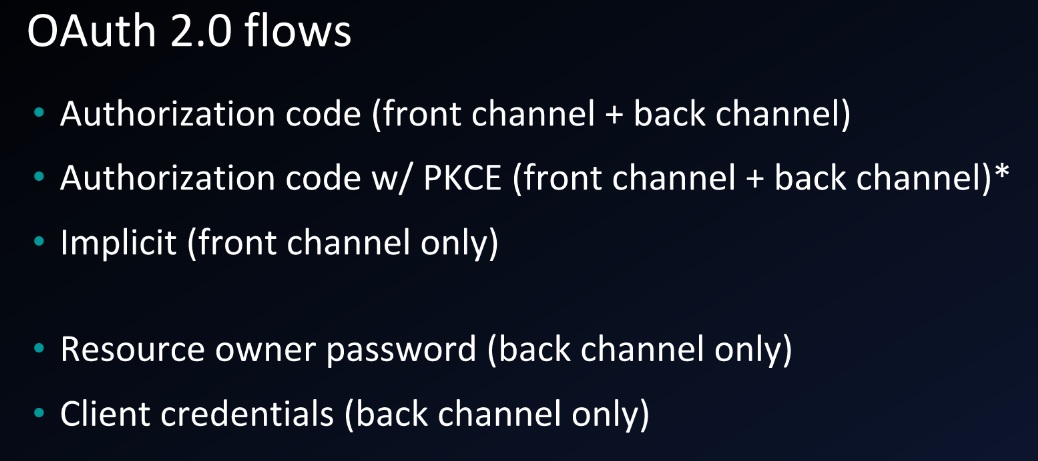 OAuth 2.0 flows
• Authorization code (front channel + back channel)
• Authorization code w/ PKCE (front channel + back channel)*
• Implicit (front channel only)
• Resource owner password (back channel only)
• Client credentials (back channel only)